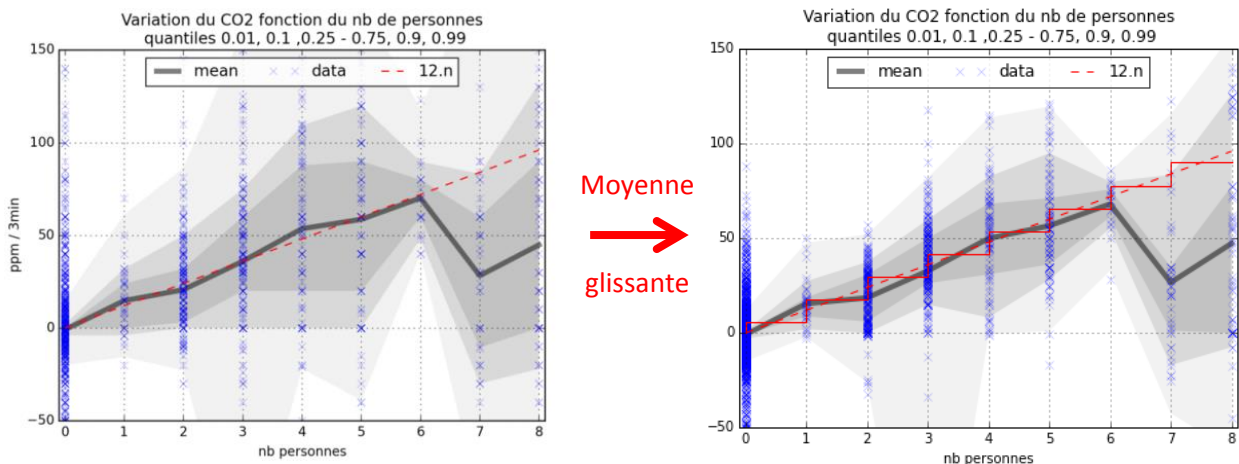 Variation du CO2 fonction du nb de personnes
quantiles 0.01, 0.1 ,0.25 - 0.75, 0.9, 0.99
mean data 12.n
150
100
50
0
−50
ppm / 3min
0 1 2 3 4 5 6 7 8
nb personnes
Moyenne
glissante
Variation du CO2 fonction du nb de personnes
quantiles 0.01, 0.1 ,0.25 - 0.75, 0.9, 0.99
mean data 12.n
150
100
50
0
−50
0 1 2 3 4 5 6 7 8
nb personnes